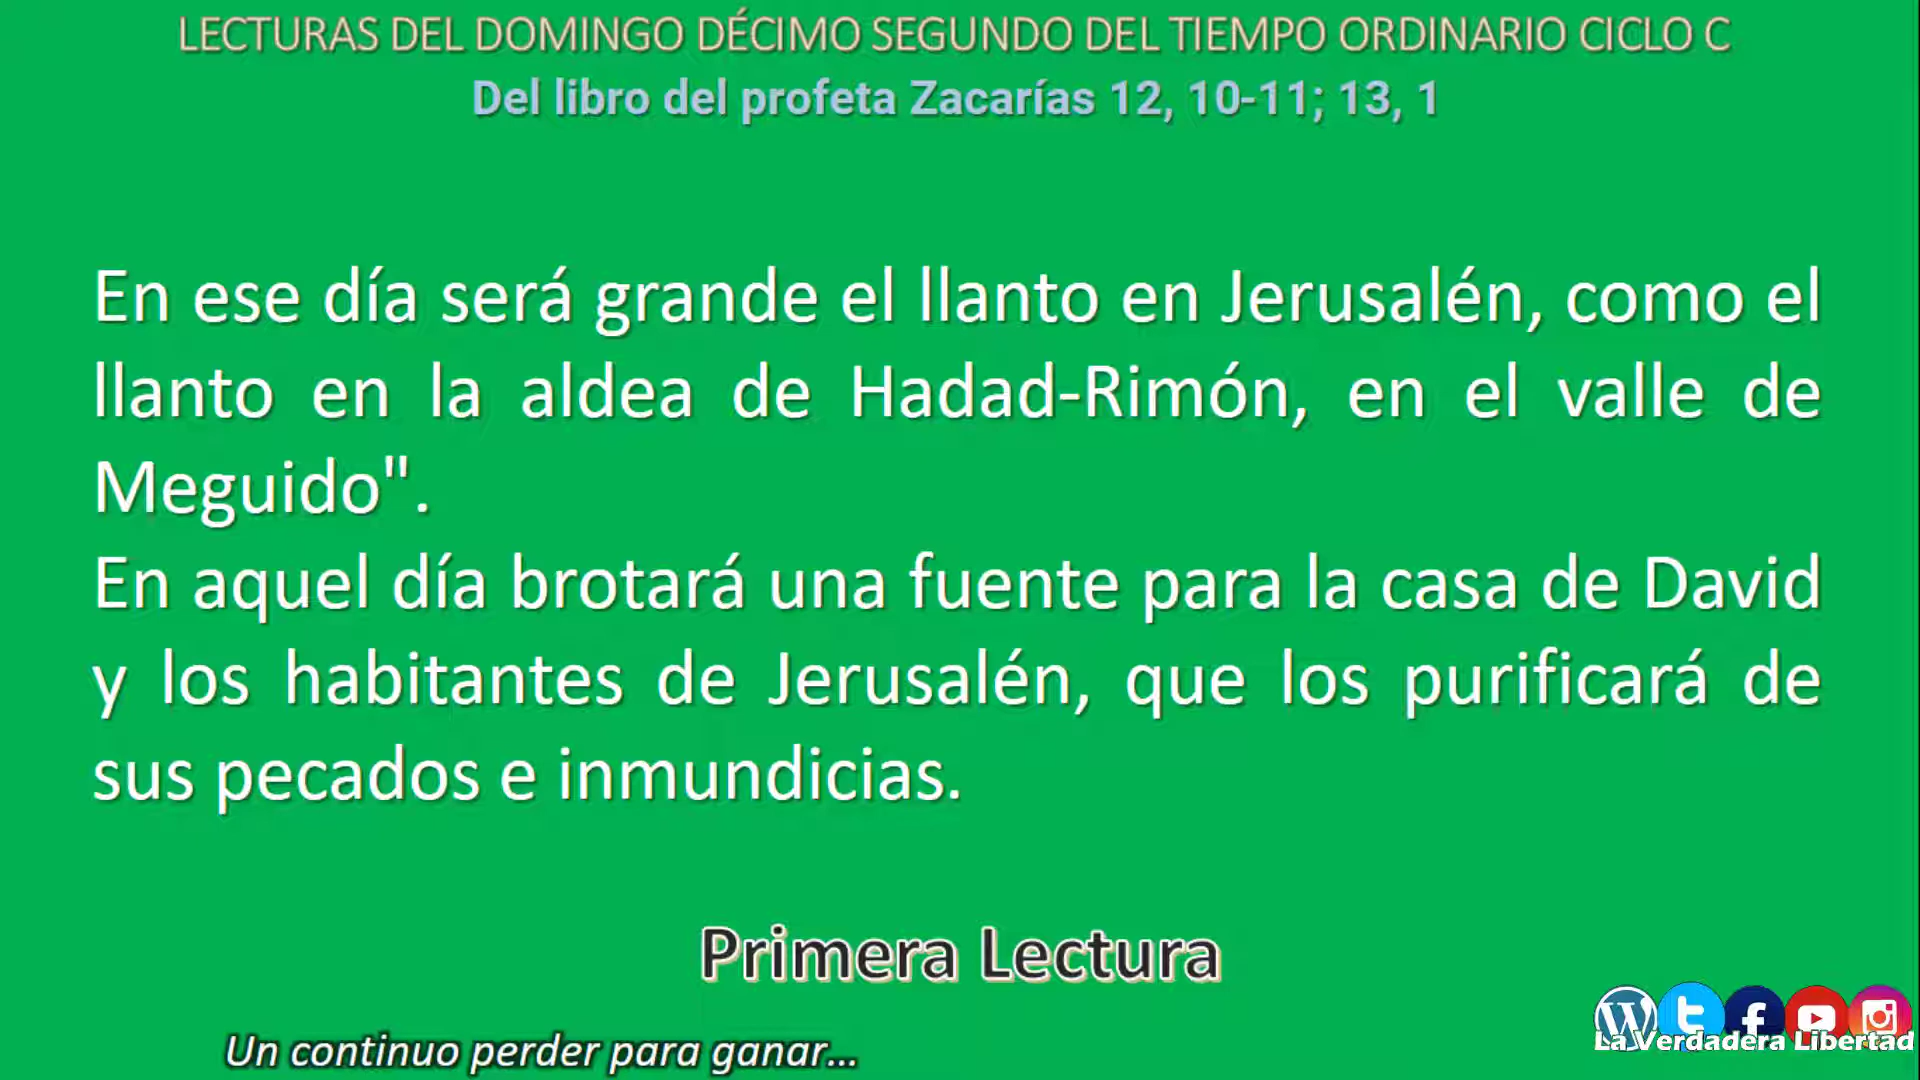 LECTURAS DEL DOMINGO DÉCIMO SEGUNDO DEL TIEMPO ORDINARIO CICLO C
Del libro del profeta Zacarías 12, 10-11; 13, 1
En ese día será grande el llanto en Jerusalén, como el
llanto en la aldea de Hadad-Rimón, en el valle de
Meguido".
En aquel día brotará una fuente para la casa de David
y los habitantes de Jerusalén, que los purificará de
sus pecados e inmundicias.
Primera Lectura
La Verdadera Libertad
Un continuo perder para ganar...